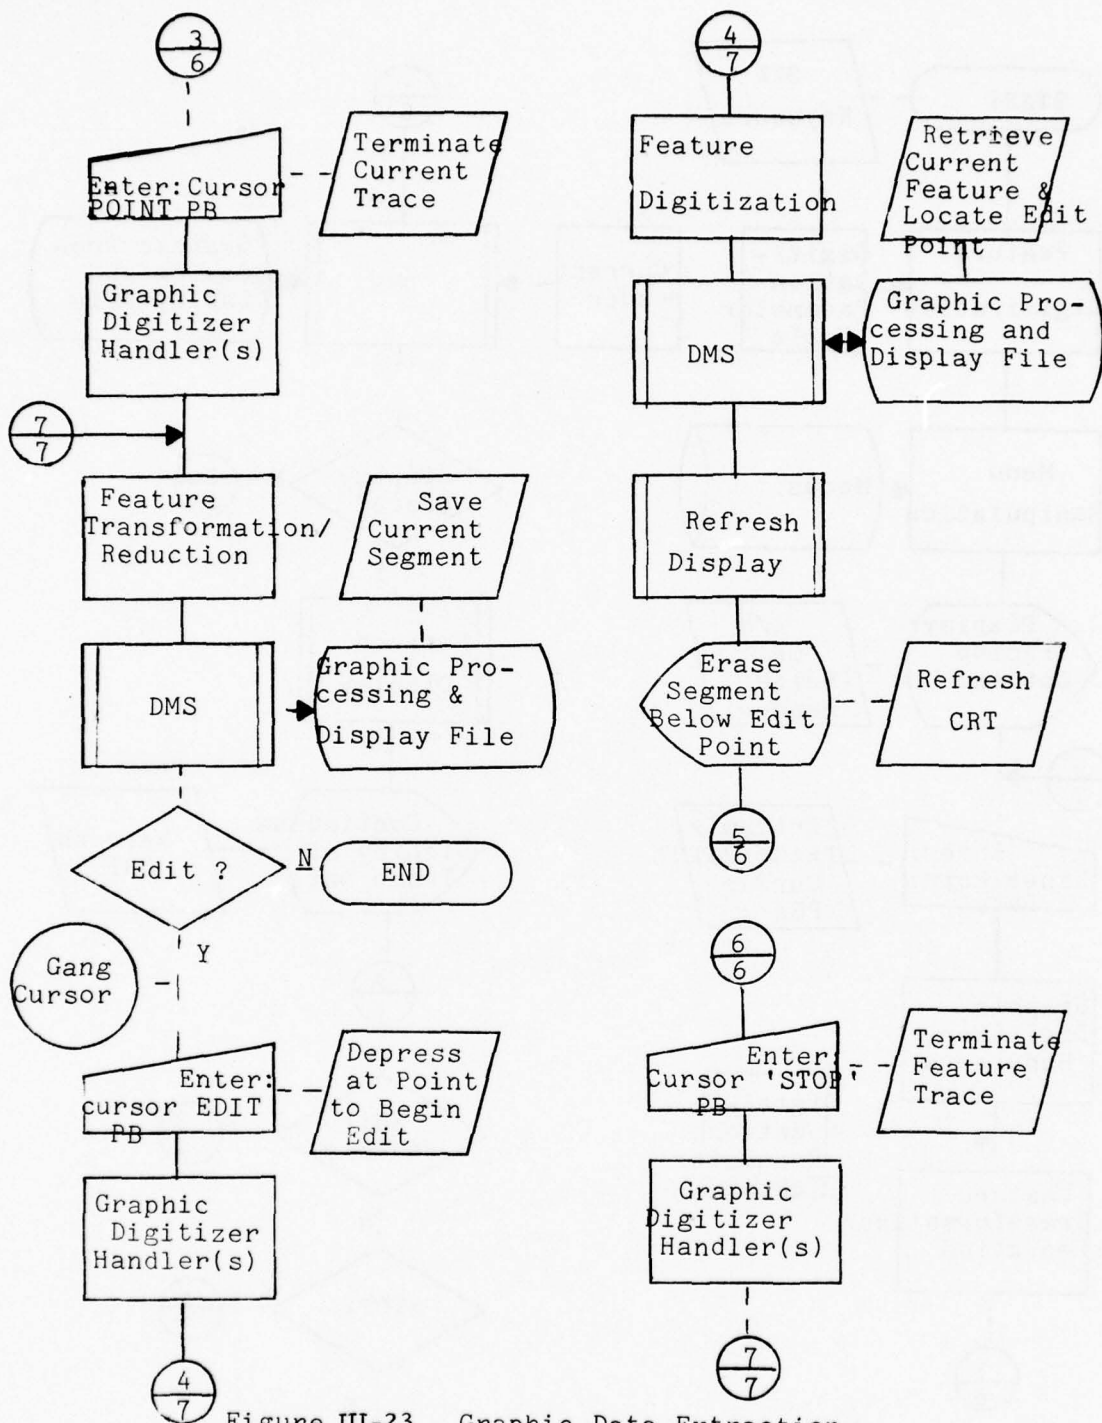 3
6
Enter: Cursor
POINT PB
Terminate
Current
Trace
Graphic
Digitizer
Handler(s)
7
7
Feature
Transformation/
Reduction
Save
Current
Segment
DMS
Graphic Pro-
cessing &
Display File
Edit ?
N
END
Y
Gang
Cursor
Enter:
cursor EDIT
PB
Depress
at Point
to Begin
Edit
Graphic
Digitizer
Handler(s)
4
7
4
7
Feature
Digitization
Retrieve
Current
Feature &
Locate Edit
Point
DMS
Graphic Pro-
cessing and
Display File
Refresh
Display
Erase
Segment
Below Edit
Point
Refresh
CRT
5
6
6
6
Enter:
Cursor 'STOP'
PB
Terminate
Feature
Trace
Graphic
Digitizer
Handler(s)
7
7
Figure III-23 Graphic Data Extraction